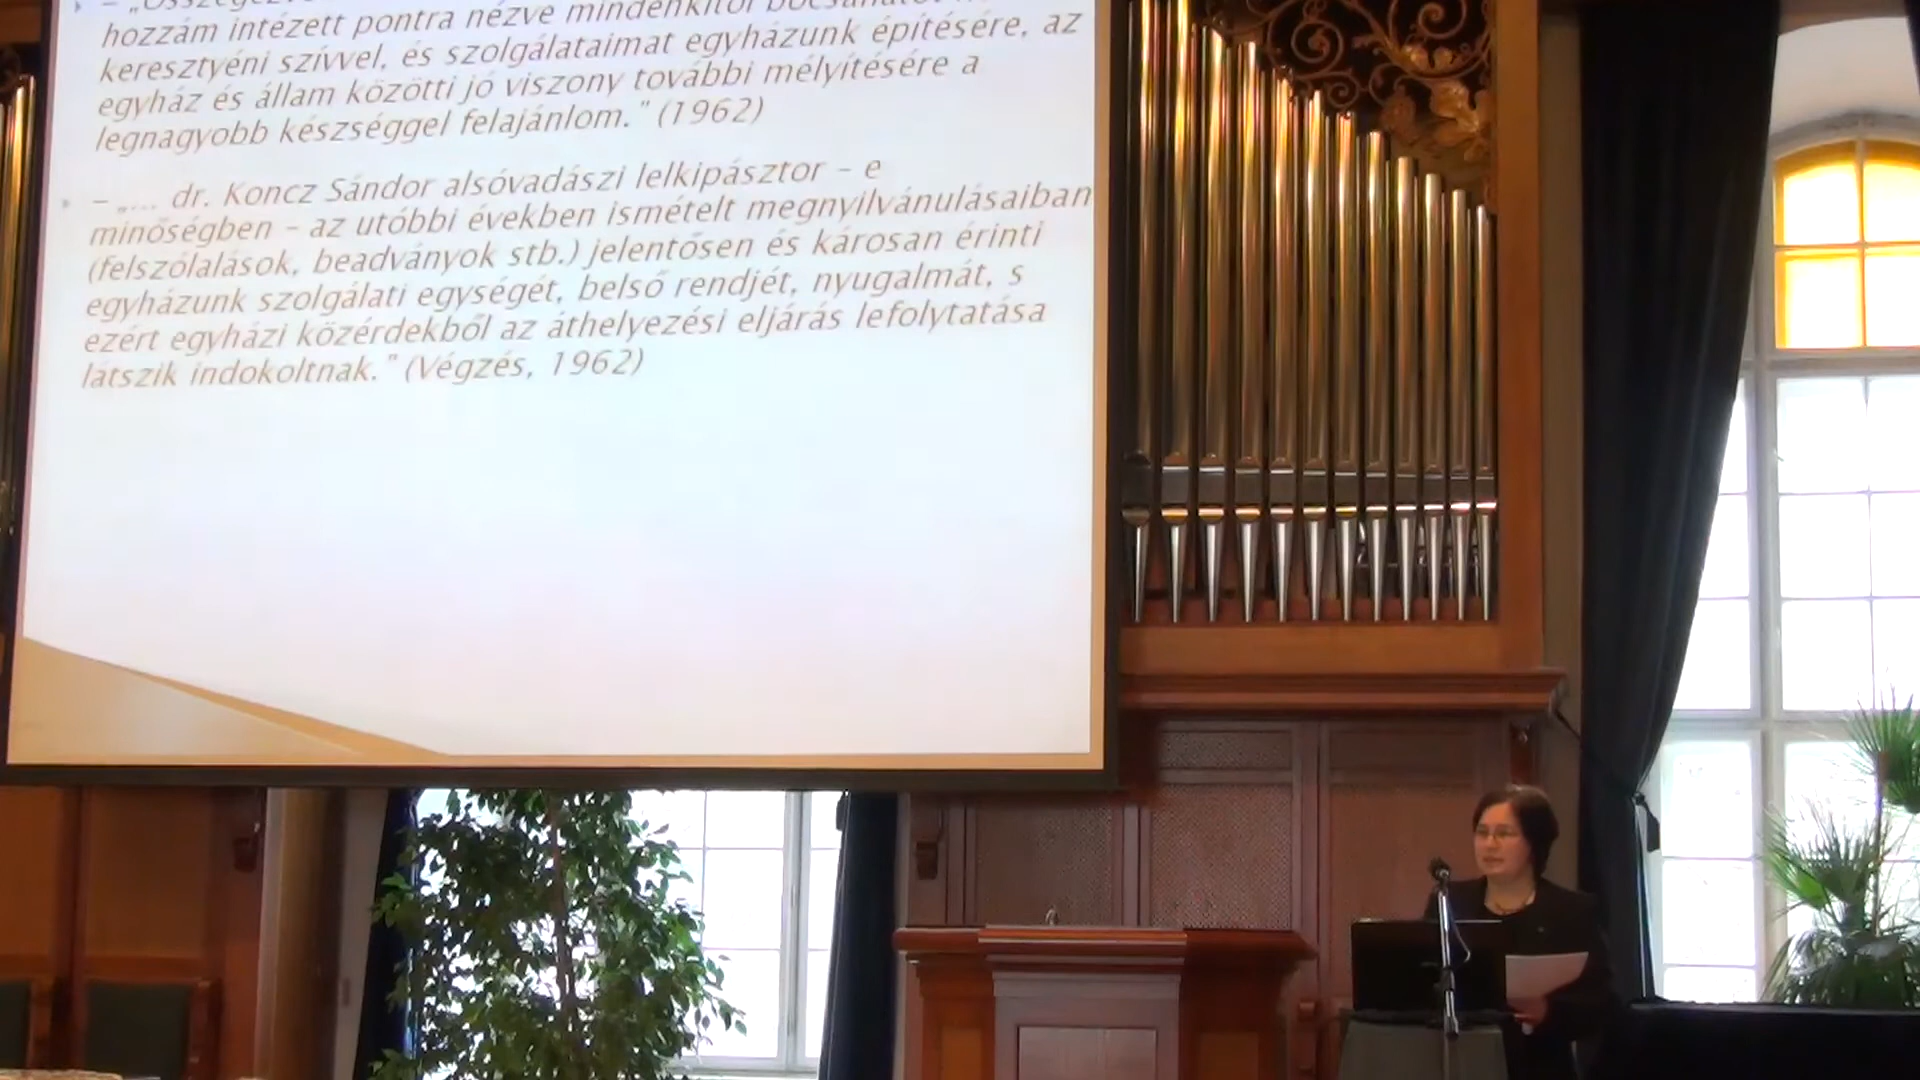 hozzám intézett pontra nézve mindenkitől
keresztyéni szívvel, és szolgálataimat egyházunk építésére, az
egyház és állam közötti jó viszony további mélyítésére a
legnagyobb készséggel felajánlom." (1962)
– „... dr. Koncz Sándor alsóvadászi lelkipásztor – e
minőségben – az utóbbi években ismételt megnyilvánulásaiban
(felszólalások, beadványok stb.) jelentősen és károsan érinti
egyházunk szolgálati egységét, belső rendjét, nyugalmát, s
ezért egyházi közérdekből az áthelyezési eljárás lefolytatása
látszik indokoltnak." (Végzés, 1962)